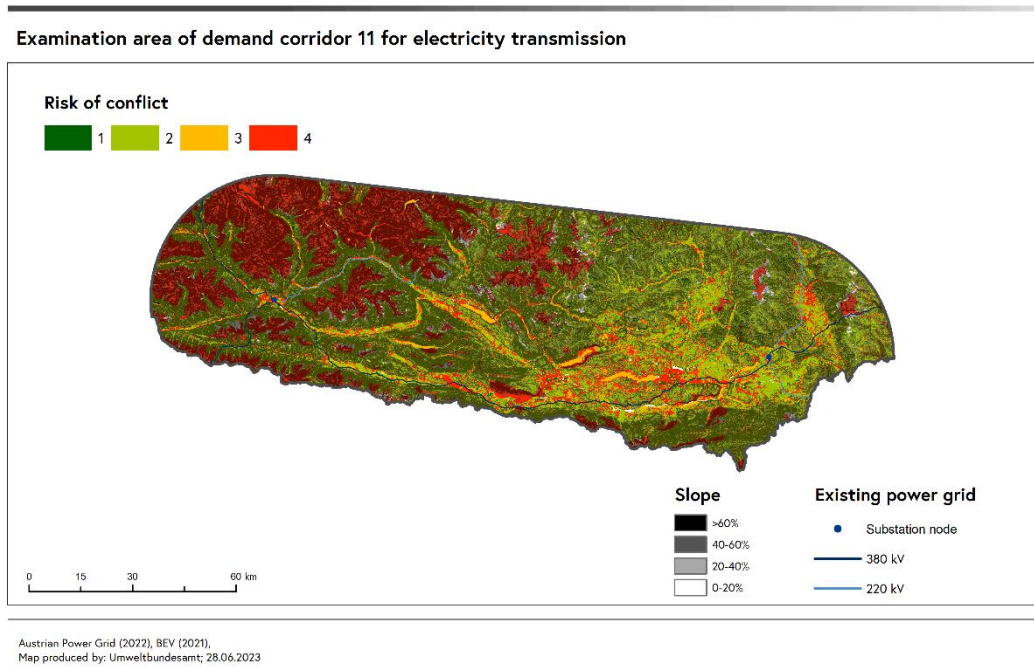 Examination area of demand corridor 11 for electricity transmission
Risk of conflict
1 2 3 4
Slope
>60%
40-60%
20-40%
0-20%
Existing power grid
Substation node
380 kV
220 kV
0 15 30 60 km
Austrian Power Grid (2022), BEV (2021),
Map produced by: Umweltbundesamt; 28.06.2023